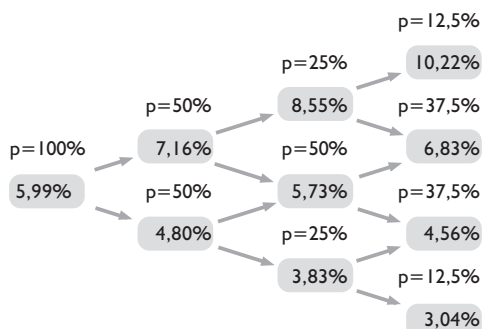 p=12,5%
10,22%
p=25%
8,55%
p=37,5%
p=50%
6,83%
p=100%
7,16%
p=50%
5,99%
5,73%
p=50%
p=37,5%
4,80%
p=25%
4,56%
3,83%
p=12,5%
3,04%